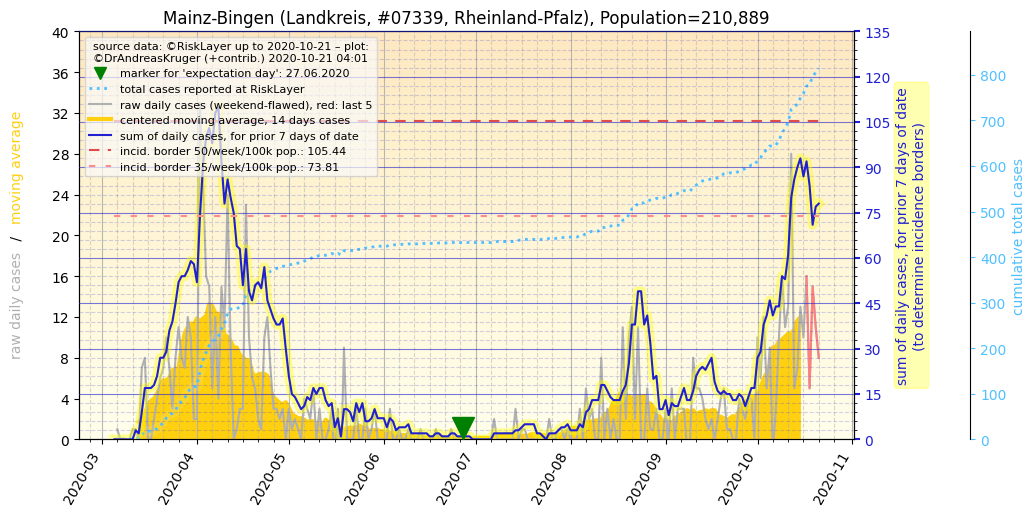 Mainz-Bingen (Landkreis, #07339, Rheinland-Pfalz), Population=210,889
source data: ©RiskLayer up to 2020-10-21 – plot:
©DrAndreasKruger (+contrib.) 2020-10-21 04:01
marker for 'expectation day': 27.06.2020
total cases reported at RiskLayer
raw daily cases (weekend-flawed), red: last 5
centered moving average, 14 days cases
sum of daily cases, for prior 7 days of date
incid. border 50/week/100k pop.: 105.44
incid. border 35/week/100k pop.: 73.81
raw daily cases / moving average
40
36
32
28
24
20
16
12
8
4
0
135
120
105
90
75
60
45
30
15
0
sum of daily cases, for prior 7 days of date
(to determine incidence borders)
800
700
600
500
400
300
200
100
0
cumulative total cases
2020-03
2020-04
2020-05
2020-06
2020-07
2020-08
2020-09
2020-10
2020-11